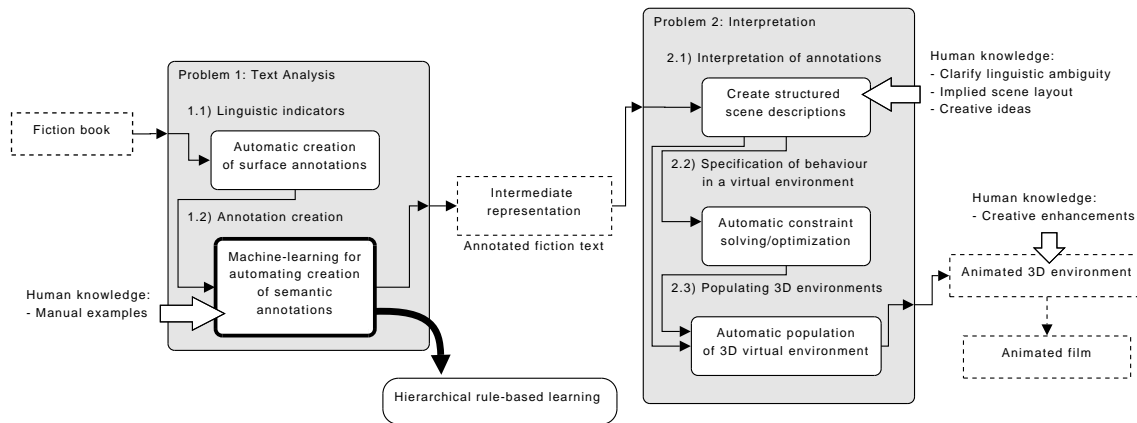 Problem 1: Text Analysis
1.1) Linguistic indicators
Fiction book
Automatic creation
of surface annotations
1.2) Annotation creation
Machine-learning for
automating creation
of semantic
annotations
Human knowledge:
- Manual examples
Hierarchical rule-based learning
Intermediate
representation
Annotated fiction text
Problem 2: Interpretation
2.1) Interpretation of annotations
Create structured
scene descriptions
Human knowledge:
- Clarify linguistic ambiguity
- Implied scene layout
- Creative ideas
2.2) Specification of behaviour
in a virtual environment
Automatic constraint
solving/optimization
2.3) Populating 3D environments
Automatic population
of 3D virtual environment
Human knowledge:
- Creative enhancements
Animated 3D environment
Animated film